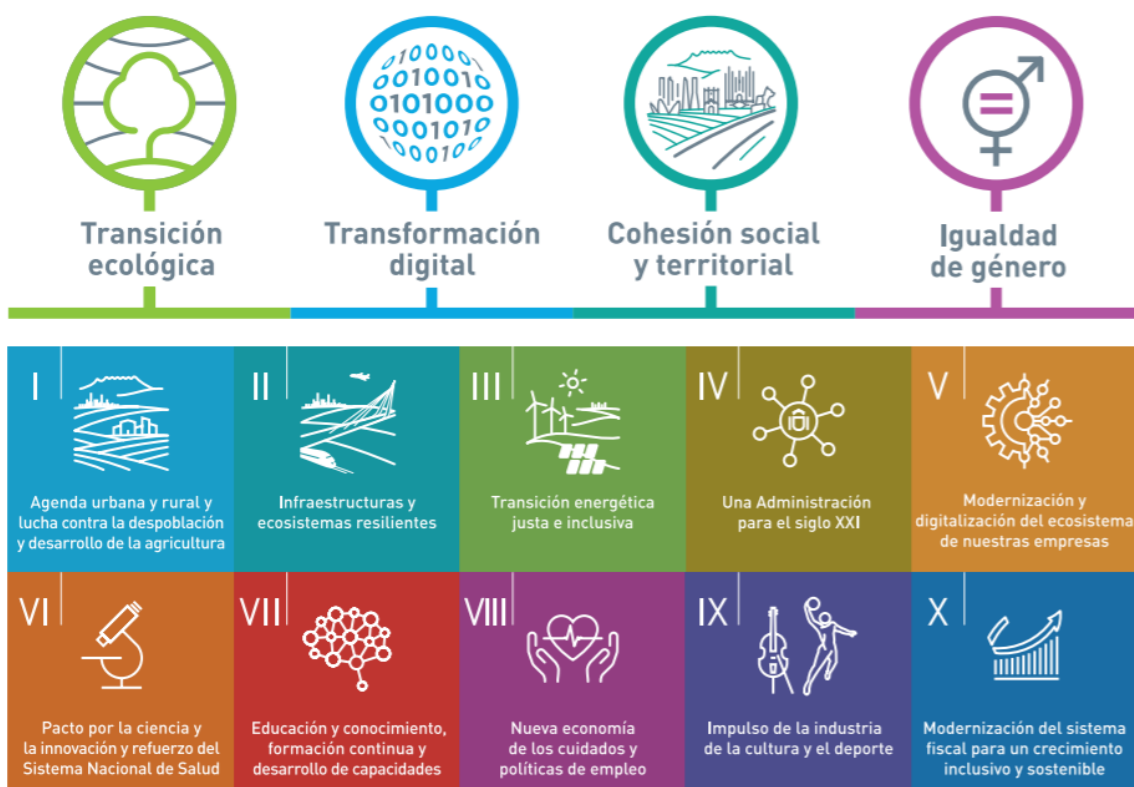 Transición
ecológica
Transformación
digital
Cohesión social
y territorial
Igualdad
de género
I
Agenda urbana y rural y
lucha contra la despoblación
y desarrollo de la agricultura
II
Infraestructuras y
ecosistemas resilientes
III
Transición energética
justa e inclusiva
IV
Una Administración
para el siglo XXI
V
Modernización y
digitalización del ecosistema
de nuestras empresas
VI
Pacto por la ciencia y
la innovación y refuerzo del
Sistema Nacional de Salud
VII
Educación y conocimiento,
formación continua y
desarrollo de capacidades
VIII
Nueva economía
de los cuidados y
políticas de empleo
IX
Impulso de la industria
de la cultura y el deporte
X
Modernización del sistema
fiscal para un crecimiento
inclusivo y sostenible